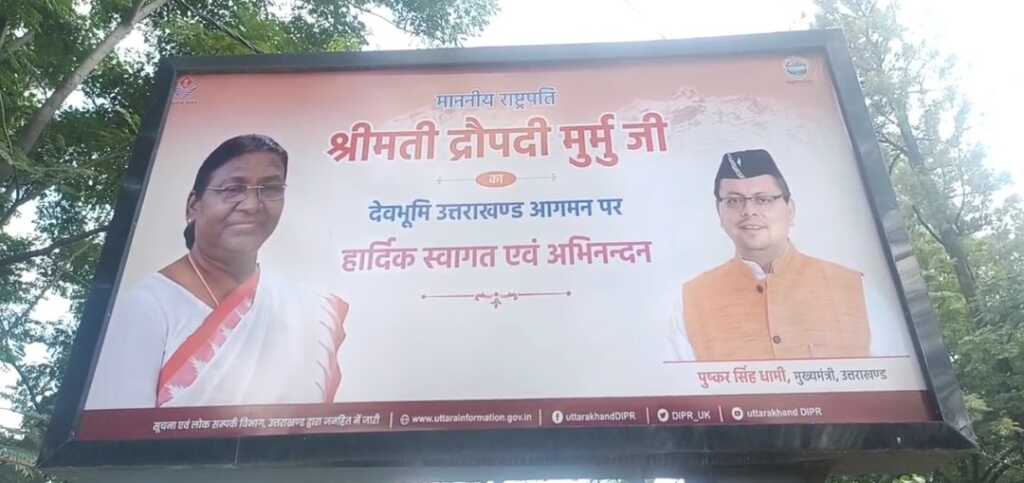 माननीय राष्ट्रपति
श्रीमती द्रौपदी मुर्मु जी
का
देवभूमि उत्तराखण्ड आगमन पर
हार्दिक स्वागत एवं अभिनन्दन
पुष्कर सिंह धामी, मुख्यमंत्री, उत्तराखण्ड
सूचना एवं लोक सम्पर्क विभाग, उत्तराखण्ड द्वारा जनहित में जारी | www.uttarainformation.gov.in | uttarakhandDIPR | DIPR_UK | uttarakhand DIPR